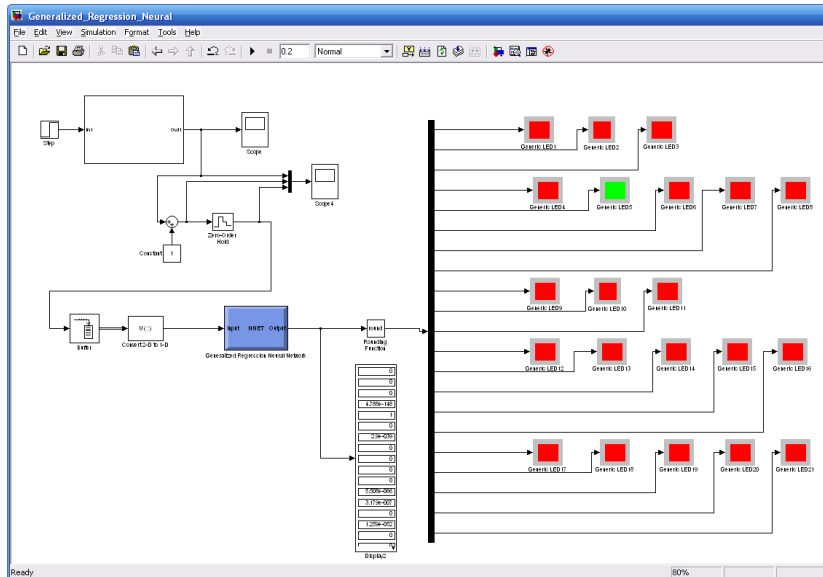 Generalized_Regression_Neural
File Edit View Simulation Format Tools Help
0.2 Normal
Step
In1 Out1
Scope
Scope4
Constant 1
Zero-Order
Hold
Buffer
U(:)
Convert 2-D to 1-D
Input NNET Output
Generalized Regression Neural Network
round
Rounding
Function
0
0
0
4.788e-148
1
0
2.9e-039
0
0
0
0
5.508e-066
3.179e-007
0
1.259e-052
0
Display2
Generic LED1 Generic LED2 Generic LED3
Generic LED4 Generic LED5 Generic LED6 Generic LED7 Generic LED8
Generic LED9 Generic LED10 Generic LED11
Generic LED12 Generic LED13 Generic LED14 Generic LED15 Generic LED16
Generic LED17 Generic LED18 Generic LED19 Generic LED20 Generic LED21
Ready 80%